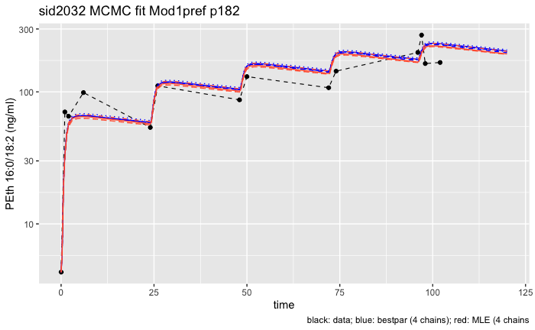 sid2032 MCMC fit Mod1pref p182
PEth 16:0/18:2 (ng/ml)
300
100
30
10
0
25
50
75
100
125
time
black: data; blue: bestpar (4 chains); red: MLE (4 chains